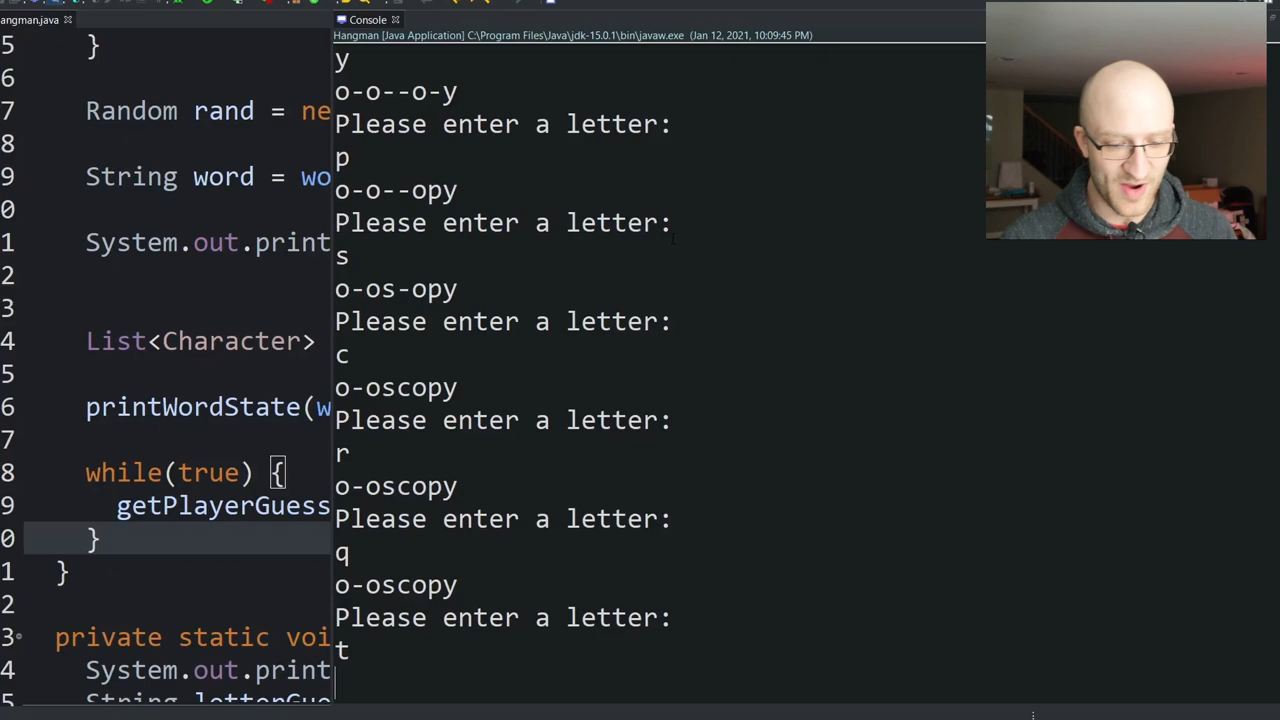 angman.java
Console
Hangman [Java Application] C:\Program Files\Java\jdk-15.0.1\bin\javaw.exe (Jan 12, 2021, 10:09:45 PM)
5 }
6
7 Random rand = ne
8
9 String word = wo
0
1 System.out.print
2
3
4 List<Character>
5
6 printWordState(w
7
8 while(true) {
9 getPlayerGuess
0 }
1 }
2
3 private static voi
4 System.out.print
5 String letterGue
y
o-o--o-y
Please enter a letter:
p
o-o--opy
Please enter a letter:
s
o-os-opy
Please enter a letter:
c
o-oscopy
Please enter a letter:
r
o-oscopy
Please enter a letter:
q
o-oscopy
Please enter a letter:
t